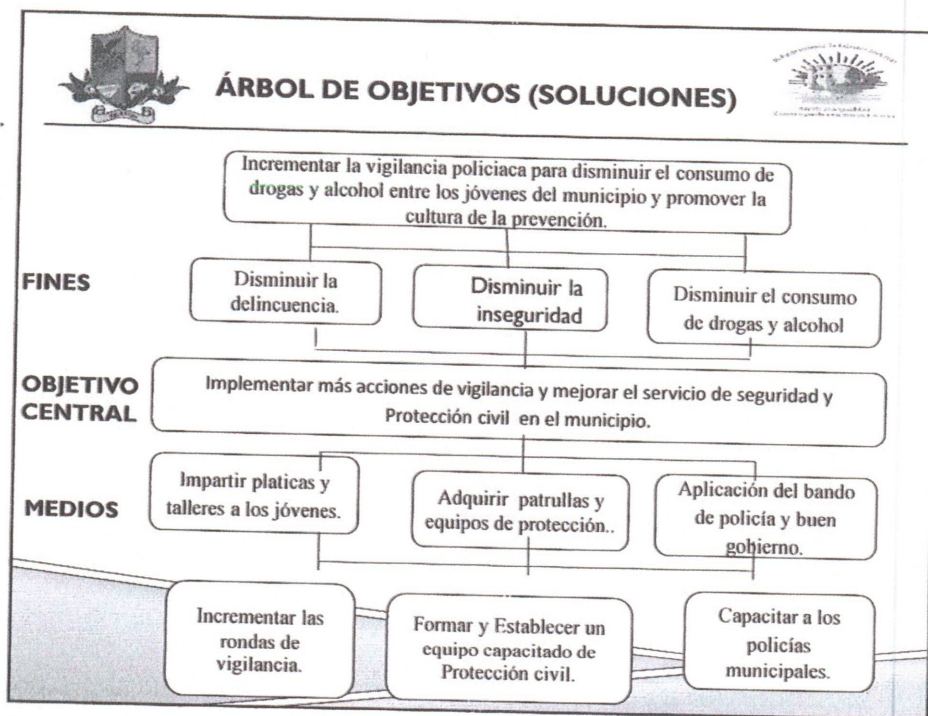 ÁRBOL DE OBJETIVOS (SOLUCIONES)
Incrementar la vigilancia policiaca para disminuir el consumo de
drogas y alcohol entre los jóvenes del municipio y promover la
cultura de la prevención.
FINES
Disminuir la
delincuencia.
Disminuir la
inseguridad
Disminuir el consumo
de drogas y alcohol
OBJETIVO
CENTRAL
Implementar más acciones de vigilancia y mejorar el servicio de seguridad y
Protección civil en el municipio.
MEDIOS
Impartir platicas y
talleres a los jóvenes.
Adquirir patrullas y
equipos de protección..
Aplicación del bando
de policía y buen
gobierno.
Incrementar las
rondas de
vigilancia.
Formar y Establecer un
equipo capacitado de
Protección civil.
Capacitar a los
policías
municipales.